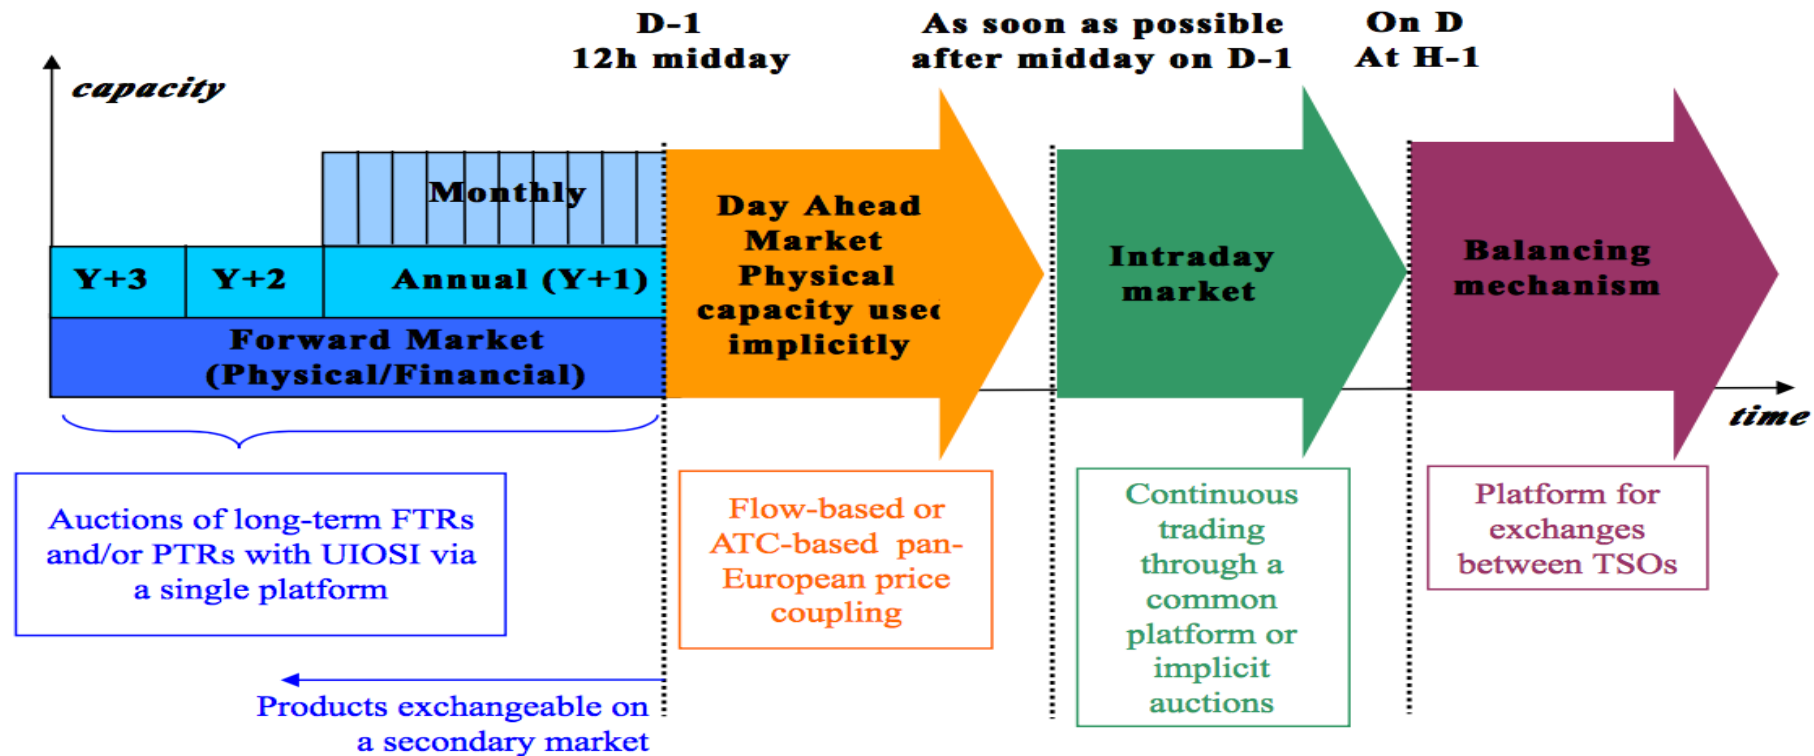 D-1
12h midday
As soon as possible
after midday on D-1
On D
At H-1
capacity
Monthly
Y+3
Y+2
Annual (Y+1)
Forward Market
(Physical/Financial)
Day Ahead
Market
Physical
capacity used
implicitly
Intraday
market
Balancing
mechanism
time
Auctions of long-term FTRs
and/or PTRs with UIOSI via
a single platform
Flow-based or
ATC-based pan-
European price
coupling
Continuous
trading
through a
common
platform or
implicit
auctions
Platform for
exchanges
between TSOs
Products exchangeable on
a secondary market